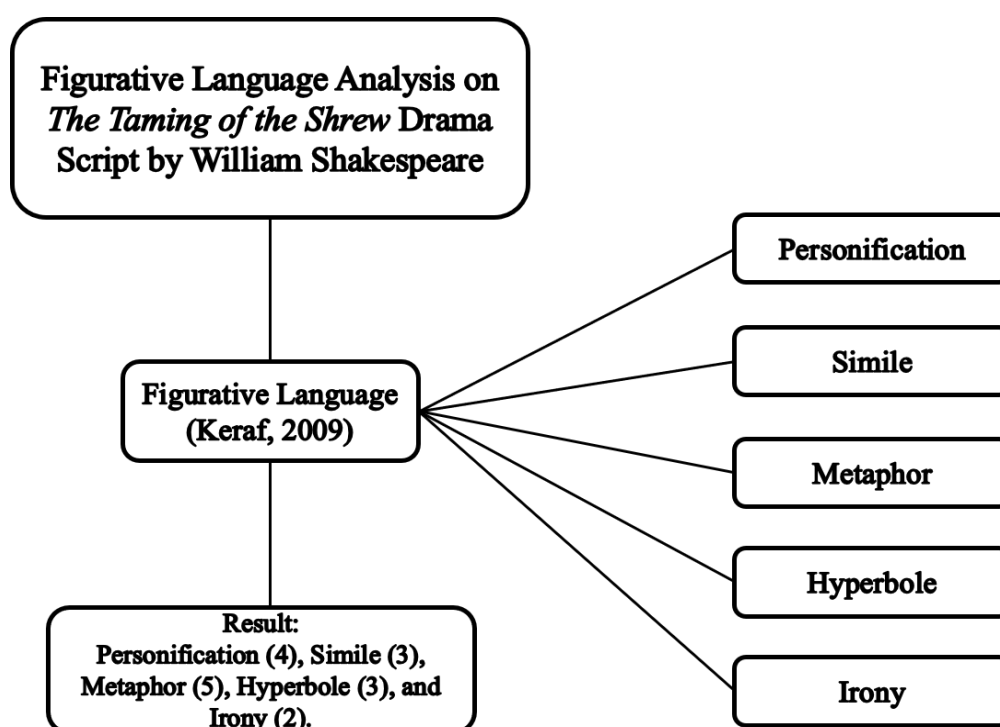 Figurative Language Analysis on
The Taming of the Shrew Drama
Script by William Shakespeare
Personification
Simile
Figurative Language
(Keraf, 2009)
Metaphor
Hyperbole
Result:
Personification (4), Simile (3),
Metaphor (5), Hyperbole (3), and
Irony (2).
Irony